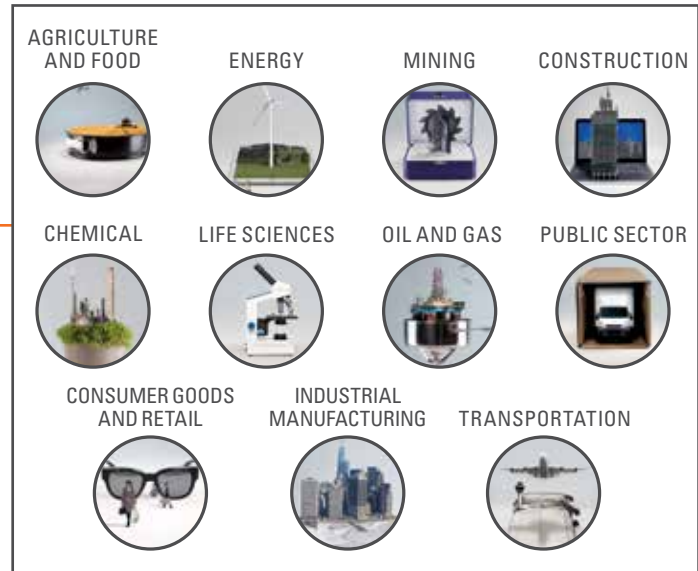 AGRICULTURE
AND FOOD
ENERGY
MINING
CONSTRUCTION
CHEMICAL
LIFE SCIENCES
OIL AND GAS
PUBLIC SECTOR
CONSUMER GOODS
AND RETAIL
INDUSTRIAL
MANUFACTURING
TRANSPORTATION